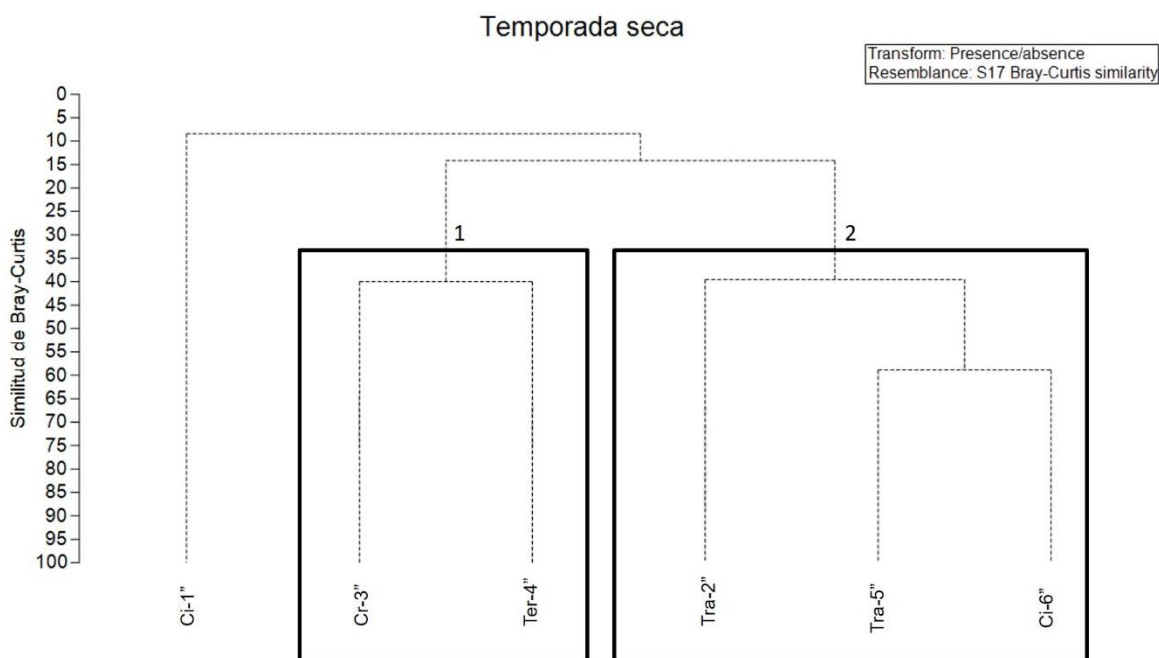 Temporada seca
Transform: Presence/absence
Resemblance: S17 Bray-Curtis similarity
Similitud de Bray-Curtis
0
5
10
15
20
25
30
35
40
45
50
55
60
65
70
75
80
85
90
95
100
1
2
Ci-1”
Cr-3”
Ter-4”
Tra-2”
Tra-5”
Ci-6”